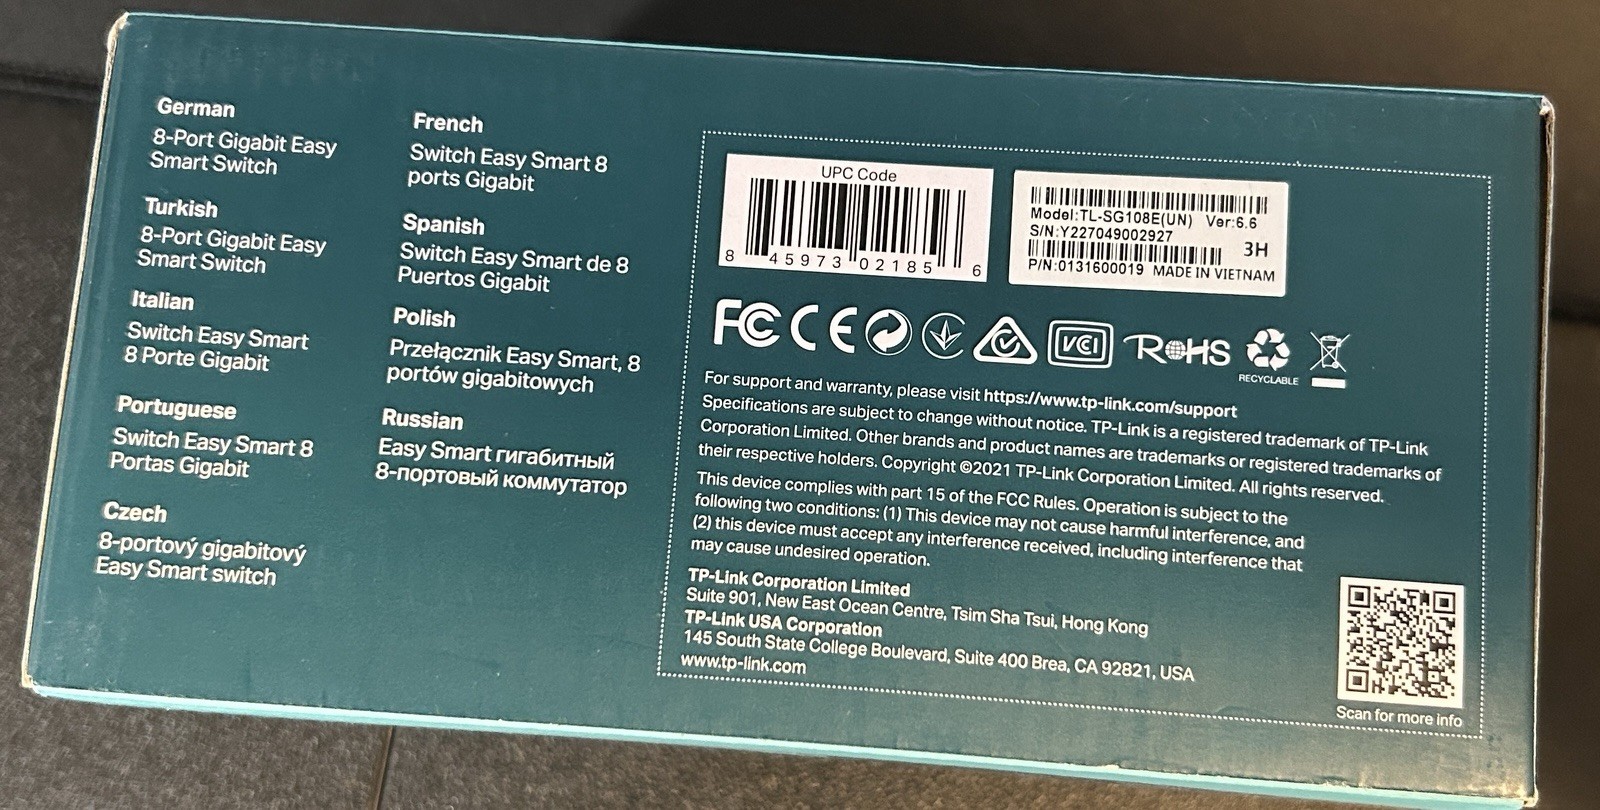 German
8-Port Gigabit Easy
Smart Switch
Turkish
8-Port Gigabit Easy
Smart Switch
Italian
Switch Easy Smart
8 Porte Gigabit
Portuguese
Switch Easy Smart 8
Portas Gigabit
Czech
8-portový gigabitový
Easy Smart switch
French
Switch Easy Smart 8
ports Gigabit
Spanish
Switch Easy Smart de 8
Puertos Gigabit
Polish
Przełącznik Easy Smart, 8
portów gigabitowych
Russian
Easy Smart гигабитный
8-портовый коммутатор
UPC Code
8 45973 02185 6
Model:TL-SG108E(UN) Ver:6.6
S/N:Y227049002927
3H
P/N:0131600019 MADE IN VIETNAM
FC CE VCI RoHS
RECYCLABLE
For support and warranty, please visit https://www.tp-link.com/support
Specifications are subject to change without notice. TP-Link is a registered trademark of TP-Link
Corporation Limited. Other brands and product names are trademarks or registered trademarks of
their respective holders. Copyright ©2021 TP-Link Corporation Limited. All rights reserved.
This device complies with part 15 of the FCC Rules. Operation is subject to the
following two conditions: (1) This device may not cause harmful interference, and
(2) this device must accept any interference received, including interference that
may cause undesired operation.
TP-Link Corporation Limited
Suite 901, New East Ocean Centre, Tsim Sha Tsui, Hong Kong
TP-Link USA Corporation
145 South State College Boulevard, Suite 400 Brea, CA 92821, USA
www.tp-link.com
Scan for more info